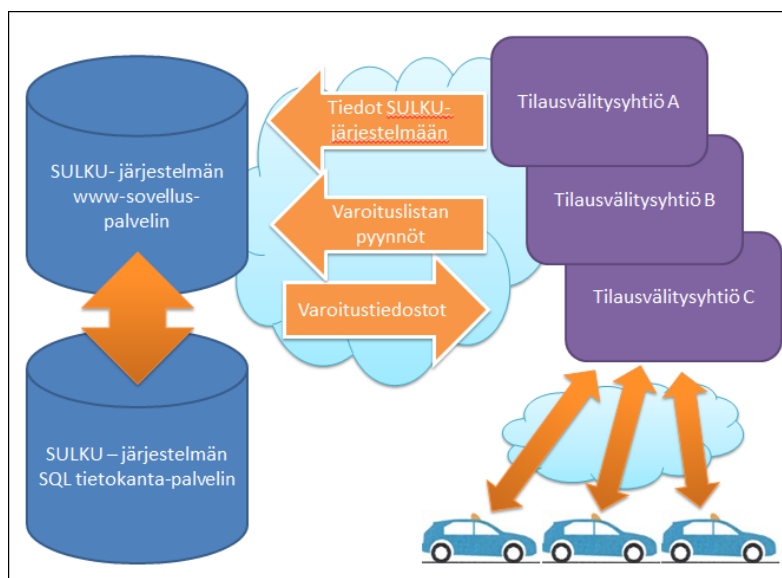 SULKU- järjestelmän
www-sovellus-
palvelin
SULKU – järjestelmän
SQL tietokanta-palvelin
Tiedot SULKU-
järjestelmään
Varoituslistan
pyynnöt
Varoitustiedostot
Tilausvälitysyhtiö A
Tilausvälitysyhtiö B
Tilausvälitysyhtiö C